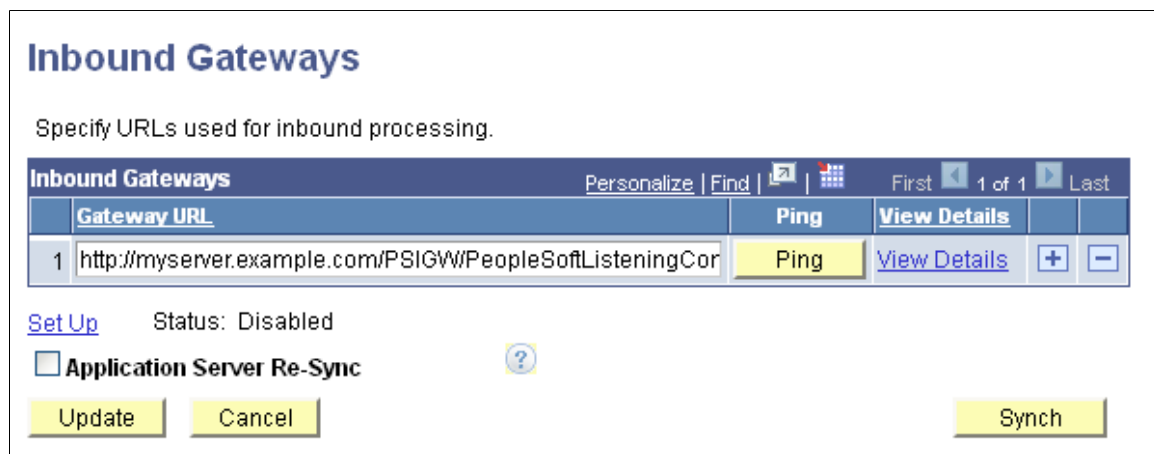 Inbound Gateways
Specify URLs used for inbound processing.
Inbound Gateways Personalize | Find | | First 1 of 1 Last
Gateway URL Ping View Details
1 http://myserver.example.com/PSIGW/PeopleSoftListeningCor Ping View Details + −
Set Up Status: Disabled
Application Server Re-Sync ?
Update Cancel Synch